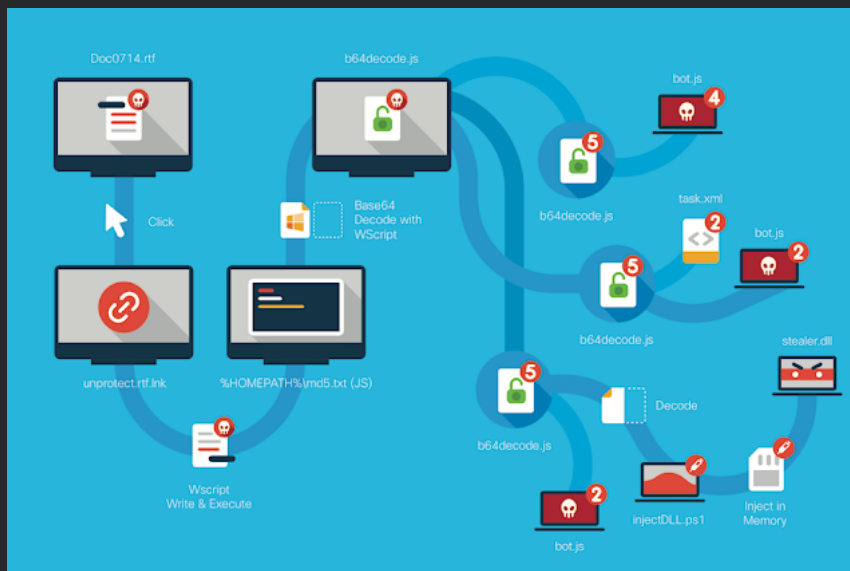 Doc0714.rtf
b64decode.js
bot.js
4
5
b64decode.js
Click
Base64
Decode with
WScript
task.xml
2
bot.js
2
5
b64decode.js
unprotect.rtf.lnk
%HOMEPATH%\md5.txt (JS)
stealer.dll
5
b64decode.js
Decode
Wscript
Write & Execute
2
bot.js
injectDLL.ps1
Inject in
Memory